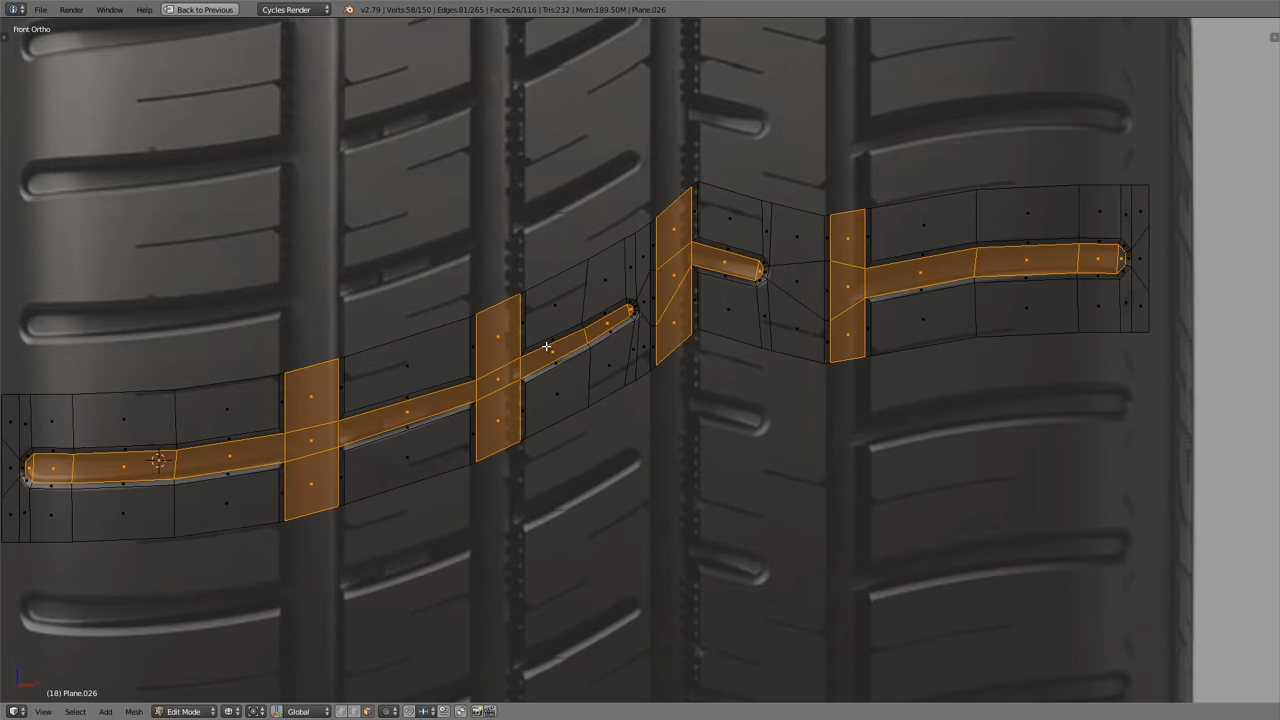 File Render Window Help Back to Previous Cycles Render v2.79 | Verts:58/150 | Edges:81/265 | Faces:26/116 | Tris:232 | Mem:189.50M | Plane.026
Front Ortho
(18) Plane.026
View Select Add Mesh Edit Mode Global